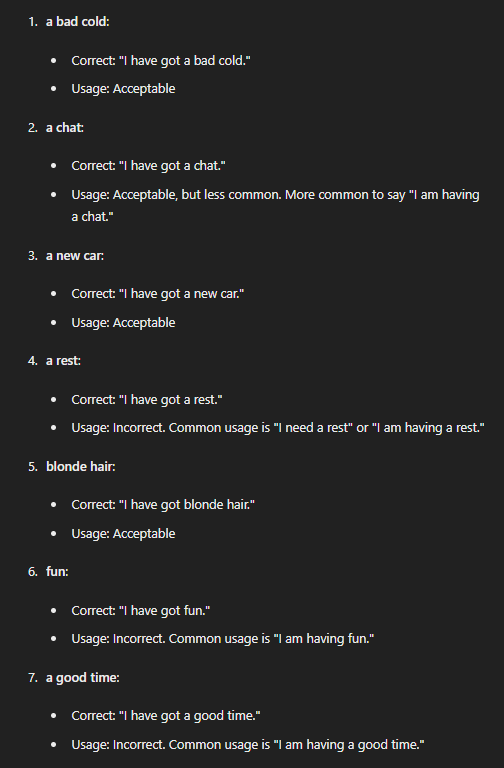 1. a bad cold:
• Correct: "I have got a bad cold."
• Usage: Acceptable
2. a chat:
• Correct: "I have got a chat."
• Usage: Acceptable, but less common. More common to say "I am having
a chat."
3. a new car:
• Correct: "I have got a new car."
• Usage: Acceptable
4. a rest:
• Correct: "I have got a rest."
• Usage: Incorrect. Common usage is "I need a rest" or "I am having a rest."
5. blonde hair:
• Correct: "I have got blonde hair."
• Usage: Acceptable
6. fun:
• Correct: "I have got fun."
• Usage: Incorrect. Common usage is "I am having fun."
7. a good time:
• Correct: "I have got a good time."
• Usage: Incorrect. Common usage is "I am having a good time."